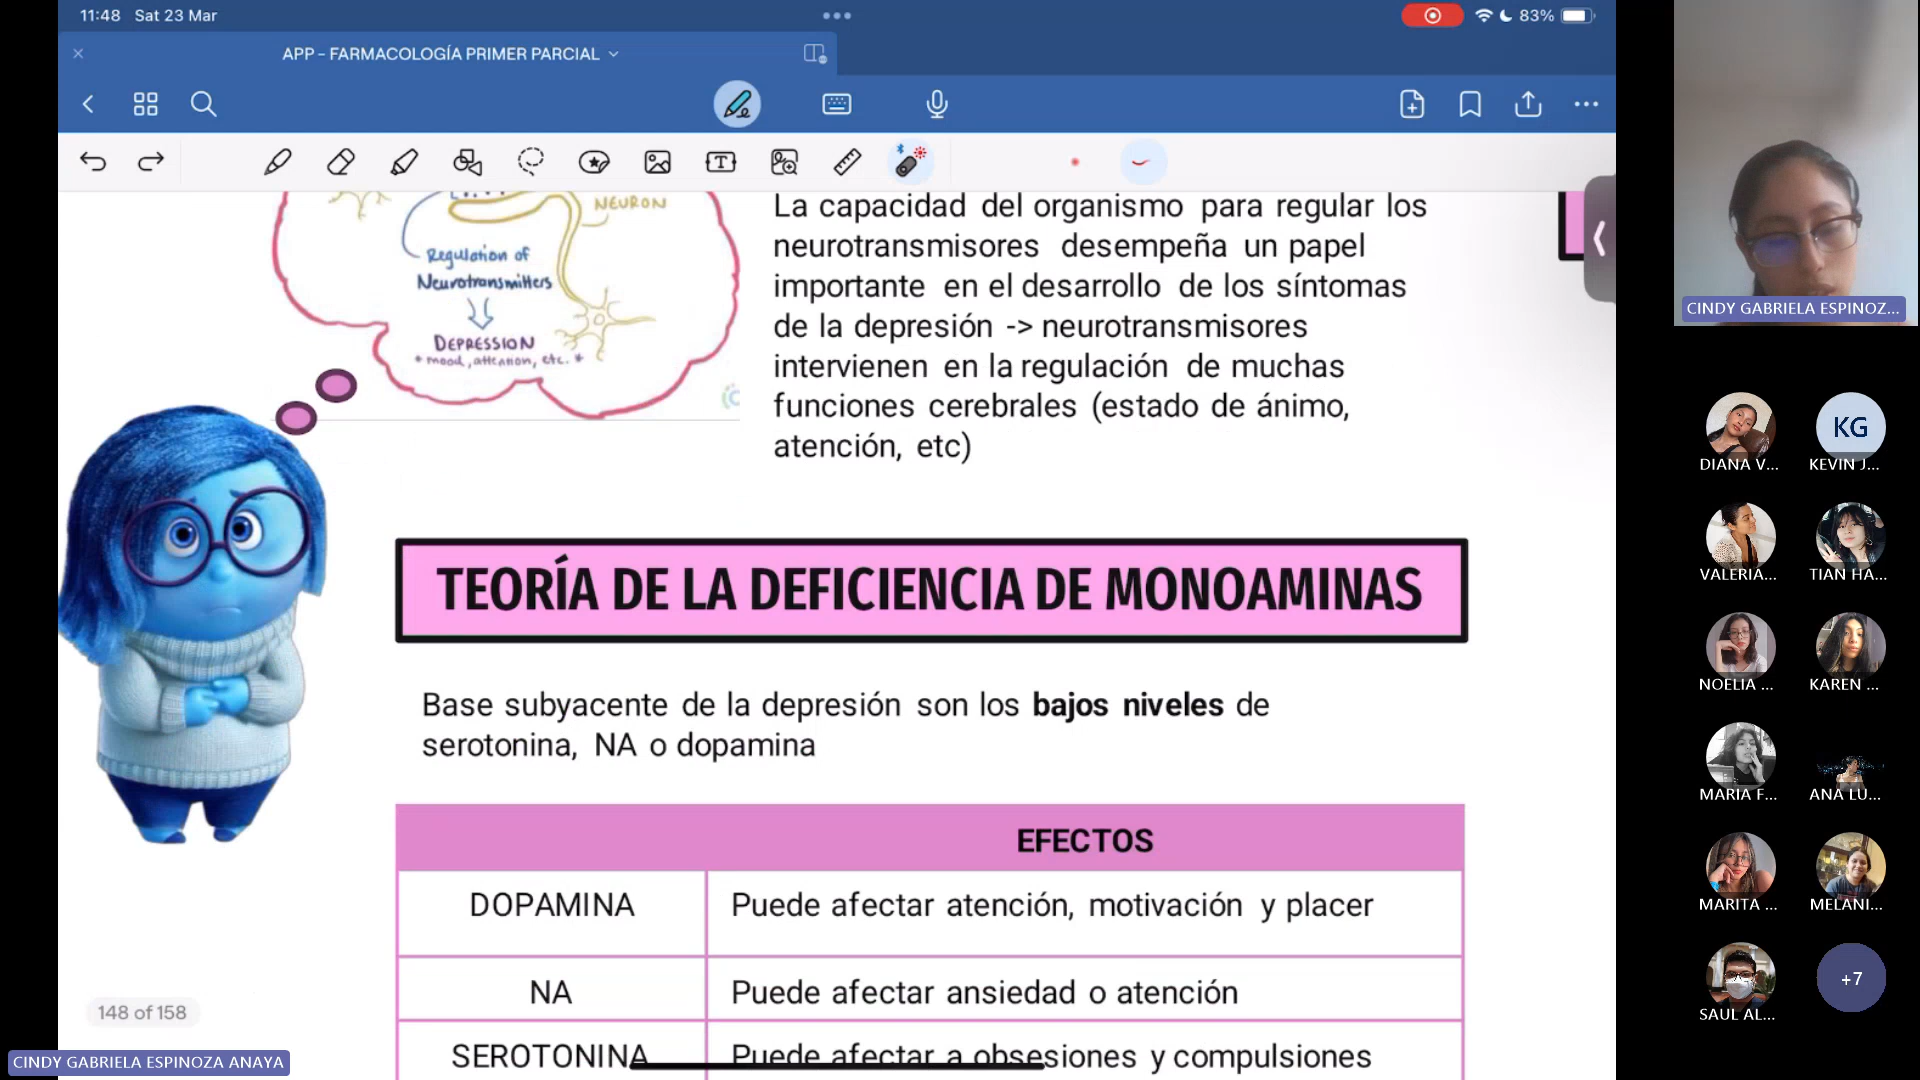 11:48 Sat 23 Mar
83%
APP - FARMACOLOGÍA PRIMER PARCIAL
NEURON
Regulation of
Neurotransmitters
DEPRESSION
* mood, attention, etc. *
La capacidad del organismo para regular los
neurotransmisores desempeña un papel
importante en el desarrollo de los síntomas
de la depresión -> neurotransmisores
intervienen en la regulación de muchas
funciones cerebrales (estado de ánimo,
atención, etc)
TEORÍA DE LA DEFICIENCIA DE MONOAMINAS
Base subyacente de la depresión son los bajos niveles de
serotonina, NA o dopamina
EFECTOS
DOPAMINA Puede afectar atención, motivación y placer
NA Puede afectar ansiedad o atención
SEROTONINA Puede afectar a obsesiones y compulsiones
148 of 158
CINDY GABRIELA ESPINOZA ANAYA
CINDY GABRIELA ESPINOZ...
KG
DIANA V... KEVIN J...
VALERIA... TIAN HA...
NOELIA ... KAREN ...
MARIA F... ANA LU...
MARITA ... MELANI...
+7
SAUL AL...